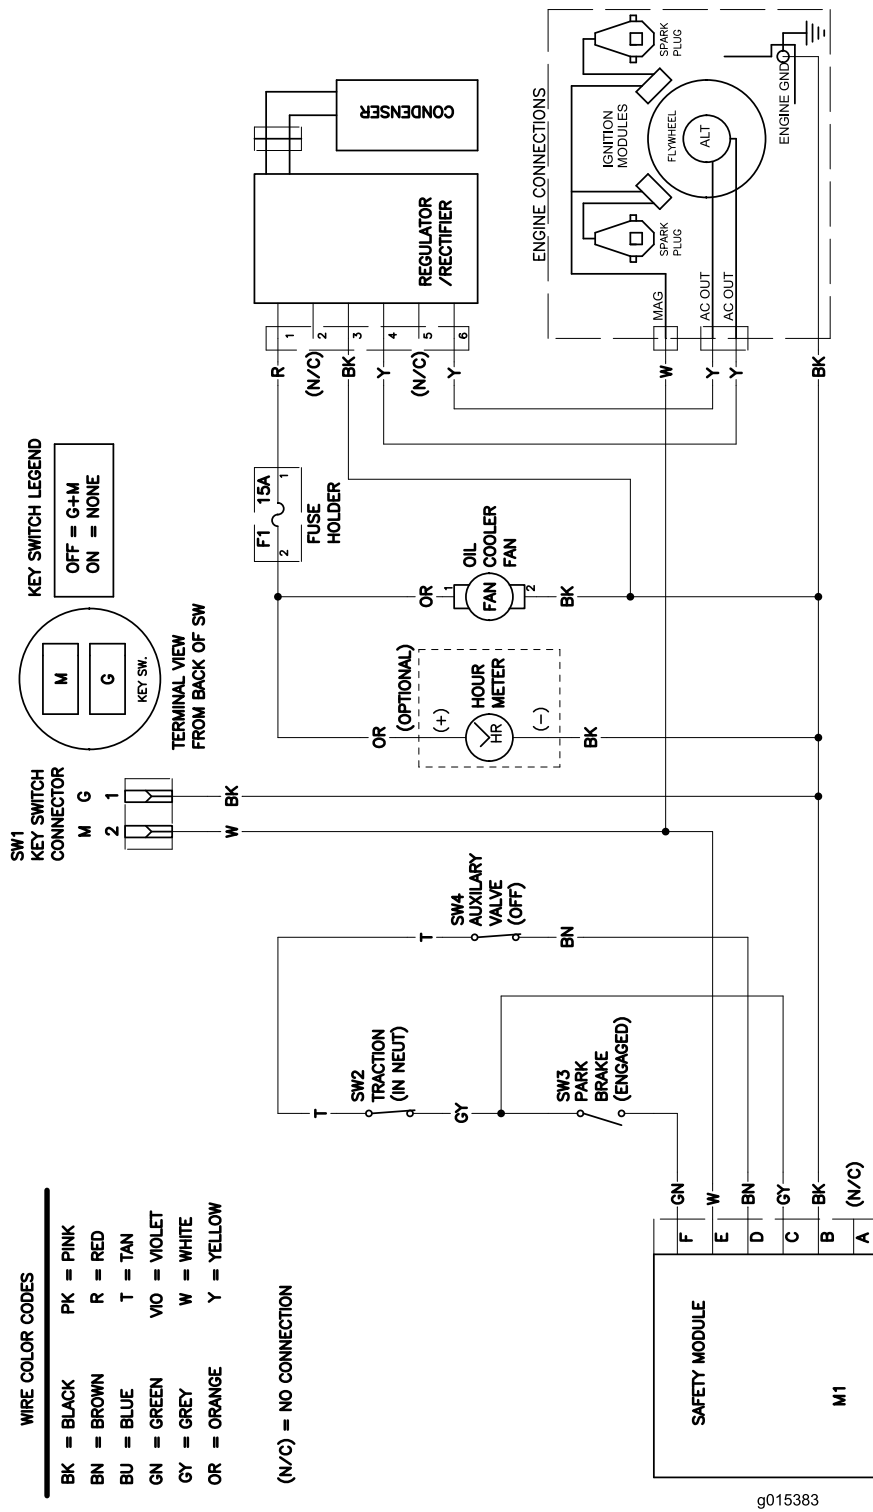 WIRE COLOR CODES
BK = BLACK
BN = BROWN
BU = BLUE
GN = GREEN
GY = GREY
OR = ORANGE
PK = PINK
R = RED
T = TAN
VIO = VIOLET
W = WHITE
Y = YELLOW
(N/C) = NO CONNECTION
SW1
KEY SWITCH
CONNECTOR
M G
2 1
W
BK
KEY SWITCH LEGEND
OFF = G+M
ON = NONE
M
G
KEY SW.
TERMINAL VIEW
FROM BACK OF SW
T
SW2
TRACTION
(IN NEUT)
GY
SW3
PARK
BRAKE
(ENGAGED)
T
SW4
AUXILARY
VALVE
(OFF)
BN
OR
(OPTIONAL)
(+)
HR
HOUR
METER
(-)
BK
OR
1
FAN
2
OIL
COOLER
FAN
BK
F1 15A
2 1
FUSE
HOLDER
R
(N/C)
BK
Y
(N/C)
Y
1
2
3
4
5
6
REGULATOR
/RECTIFIER
CONDENSER
ENGINE CONNECTIONS
SPARK
PLUG
SPARK
PLUG
IGNITION
MODULES
FLYWHEEL
ALT
ENGINE GND
MAG
AC OUT
AC OUT
W
Y
Y
BK
GN
W
BN
GY
BK
(N/C)
F
E
D
C
B
A
SAFETY MODULE
M1
g015383